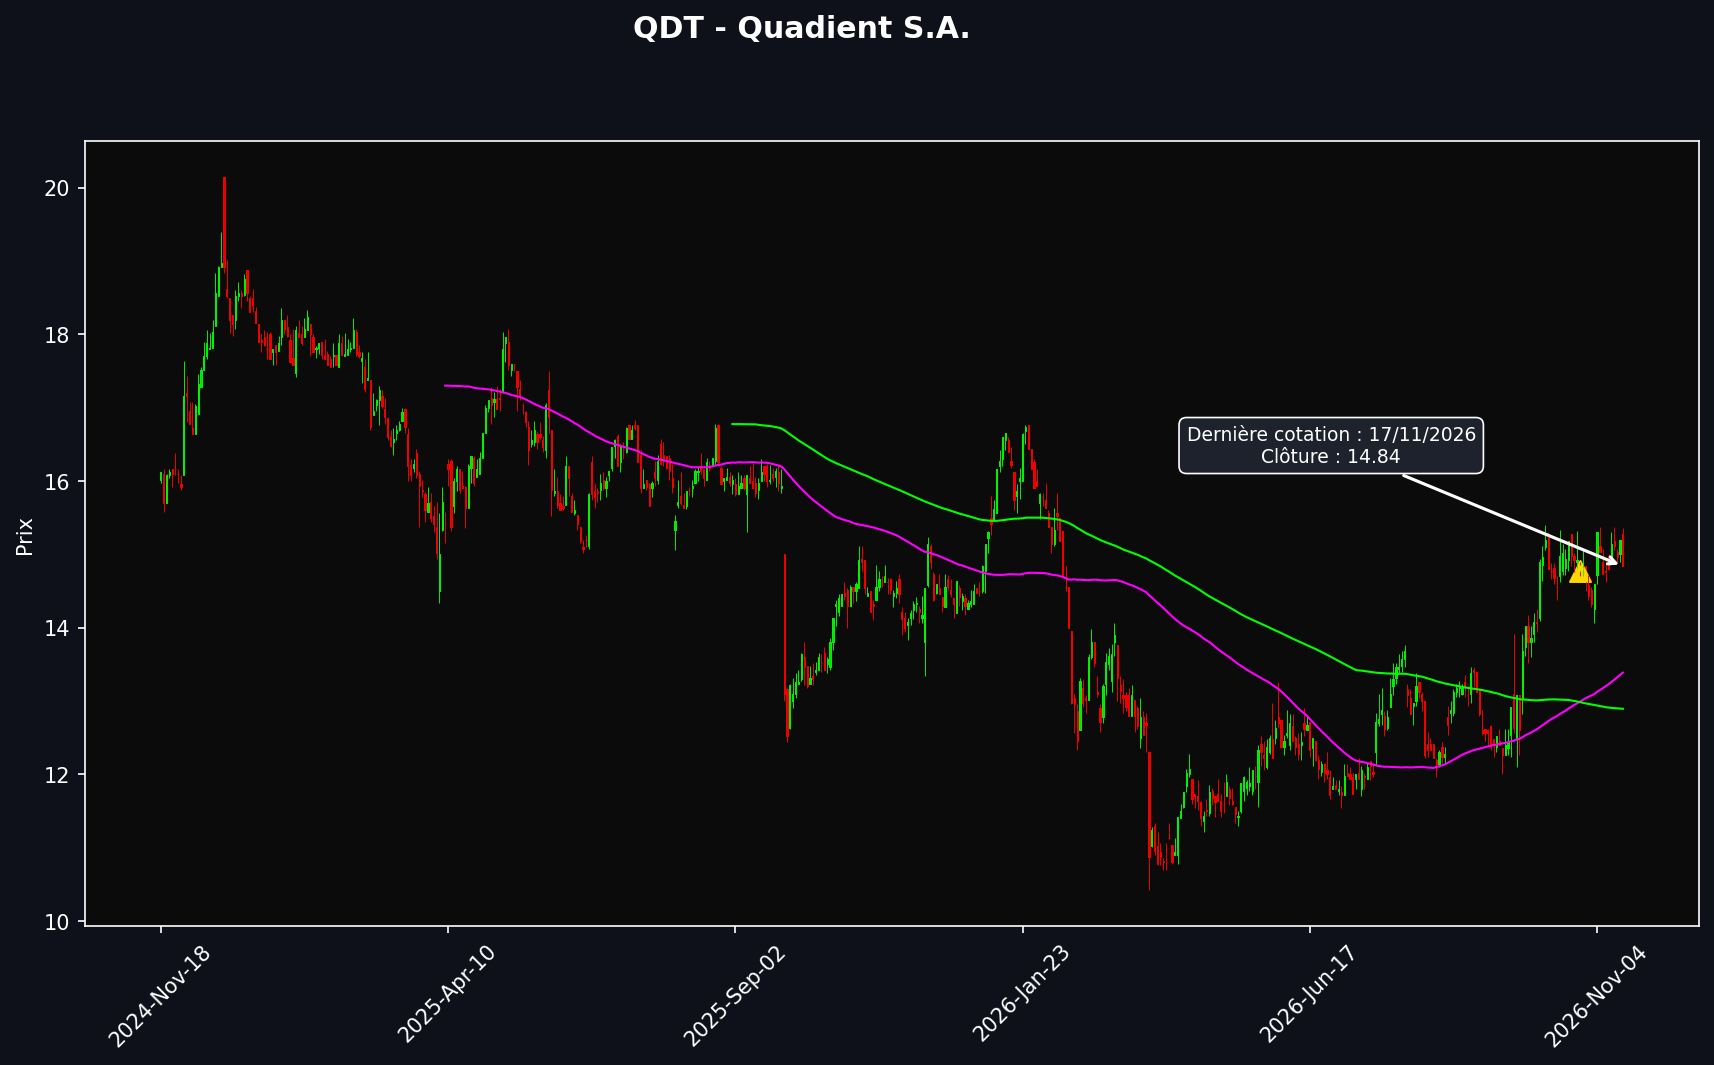 QDT - Quadient S.A.
Prix
20
18
16
14
12
10
Dernière cotation : 17/11/2026
Clôture : 14.84
2024-Nov-18
2025-Apr-10
2025-Sep-02
2026-Jan-23
2026-Jun-17
2026-Nov-04